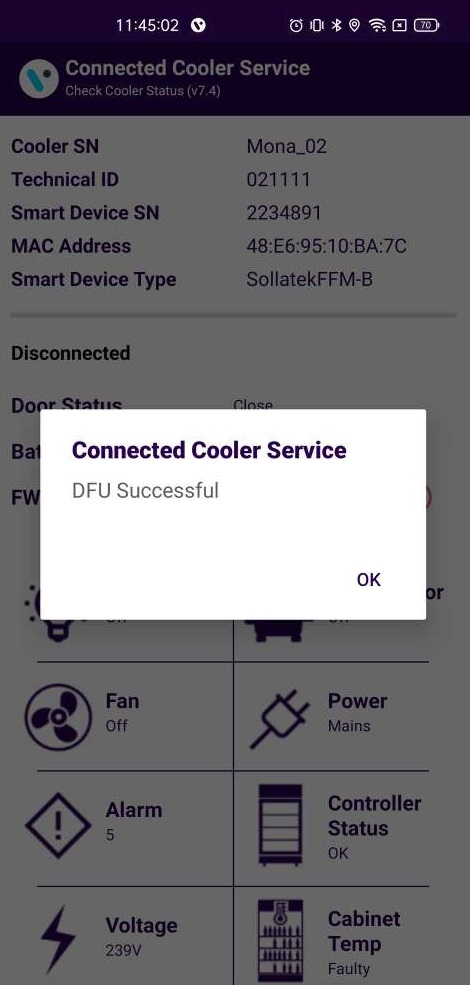 11:45:02
70
Connected Cooler Service
Check Cooler Status (v7.4)
Cooler SN Mona_02
Technical ID 021111
Smart Device SN 2234891
MAC Address 48:E6:95:10:BA:7C
Smart Device Type SollatekFFM-B
Disconnected
Door Status Close
Bat
FW
Connected Cooler Service
DFU Successful
OK
or
Off Off
Fan
Off
Power
Mains
Alarm
5
Controller
Status
OK
Voltage
239V
Cabinet
Temp
Faulty